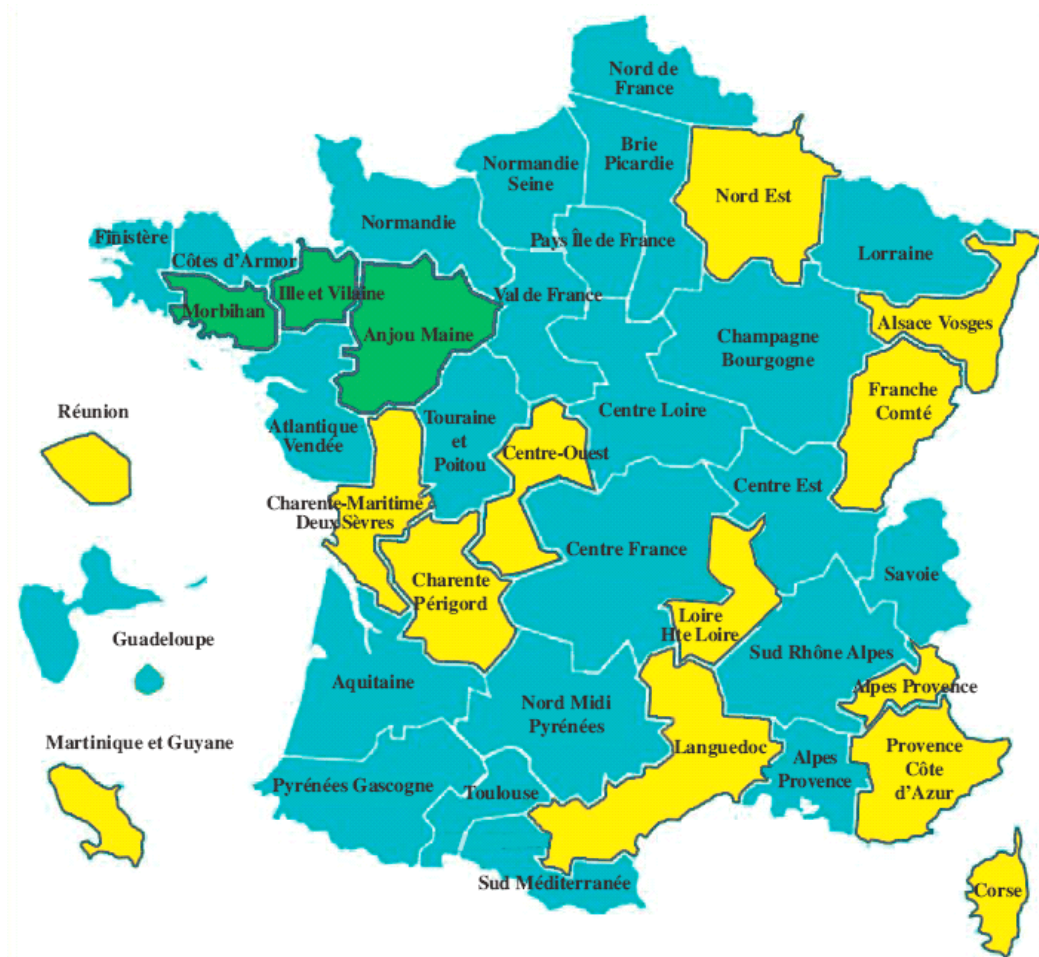 Nord de
France
Brie
Picardie
Normandie
Seine
Nord Est
Normandie
Finistère
Pays Île de France
Côtes d'Armor
Lorraine
Ille et Vilaine
Val de France
Morbihan
Anjou Maine
Alsace Vosges
Champagne
Bourgogne
Franche
Comté
Réunion
Centre Loire
Touraine
et
Poitou
Atlantique
Vendée
Centre-Ouest
Centre Est
Charente-Maritime
Deux Sèvres
Centre France
Savoie
Charente
Périgord
Loire
Hte Loire
Guadeloupe
Sud Rhône Alpes
Aquitaine
Alpes Provence
Nord Midi
Pyrénées
Martinique et Guyane
Languedoc
Provence
Côte
d'Azur
Alpes
Provence
Pyrénées Gascogne
Toulouse
Sud Méditerranée
Corse